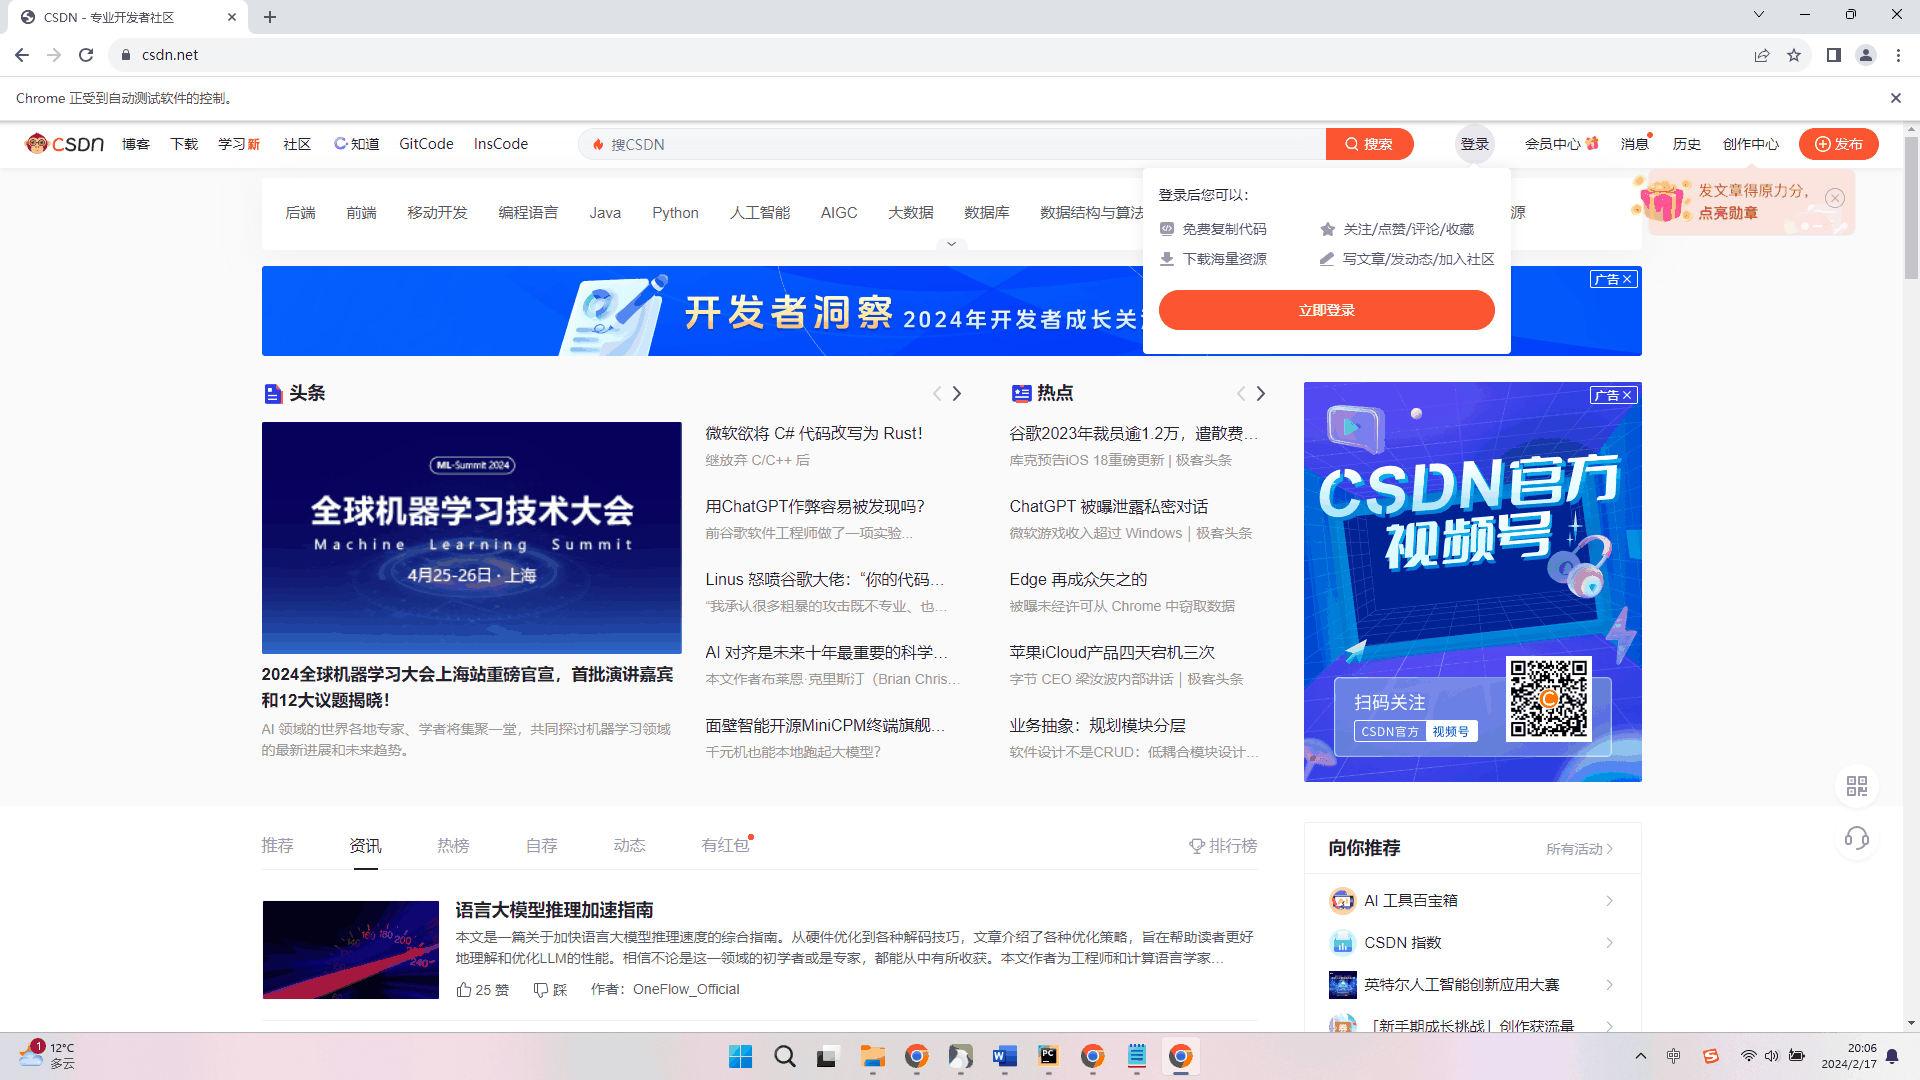 CSDN - 专业开发者社区
csdn.net
Chrome 正受到自动测试软件的控制。
CSDN 博客 下载 学习新 社区 C知道 GitCode InsCode 搜CSDN 搜索 登录 会员中心 消息 历史 创作中心 发布
登录后您可以：
免费复制代码 关注/点赞/评论/收藏
下载海量资源 写文章/发动态/加入社区
立即登录
发文章得原力分，
点亮勋章
后端 前端 移动开发 编程语言 Java Python 人工智能 AIGC 大数据 数据库 数据结构与算法 源
开发者洞察 2024年开发者成长关
广告
头条
ML-Summit 2024
全球机器学习技术大会
Machine Learning Summit
4月25-26日·上海
2024全球机器学习大会上海站重磅官宣，首批演讲嘉宾
和12大议题揭晓！
AI 领域的世界各地专家、学者将集聚一堂，共同探讨机器学习领域
的最新进展和未来趋势。
微软欲将 C# 代码改写为 Rust！
继放弃 C/C++ 后
用ChatGPT作弊容易被发现吗？
前谷歌软件工程师做了一项实验...
Linus 怒喷谷歌大佬：“你的代码...
“我承认很多粗暴的攻击既不专业、也...
AI 对齐是未来十年最重要的科学...
本文作者布莱恩·克里斯汀（Brian Chris...
面壁智能开源MiniCPM终端旗舰...
千元机也能本地跑起大模型？
热点
谷歌2023年裁员逾1.2万，遣散费...
库克预告iOS 18重磅更新 | 极客头条
ChatGPT 被曝泄露私密对话
微软游戏收入超过 Windows｜极客头条
Edge 再成众矢之的
被曝未经许可从 Chrome 中窃取数据
苹果iCloud产品四天宕机三次
字节 CEO 梁汝波内部讲话｜极客头条
业务抽象：规划模块分层
软件设计不是CRUD：低耦合模块设计...
广告
CSDN官方
视频号
扫码关注
CSDN官方 视频号
推荐 资讯 热榜 自荐 动态 有红包 排行榜
140 160 180 200
240
语言大模型推理加速指南
本文是一篇关于加快语言大模型推理速度的综合指南。从硬件优化到各种解码技巧，文章介绍了各种优化策略，旨在帮助读者更好
地理解和优化LLM的性能。相信不论是这一领域的初学者或是专家，都能从中有所收获。本文作者为工程师和计算语言学家...
25 赞 踩 作者：OneFlow_Official
向你推荐 所有活动
AI 工具百宝箱
CSDN 指数
英特尔人工智能创新应用大赛
「新手期成长挑战」创作获流量
1
12°C
多云
中
20:06
2024/2/17